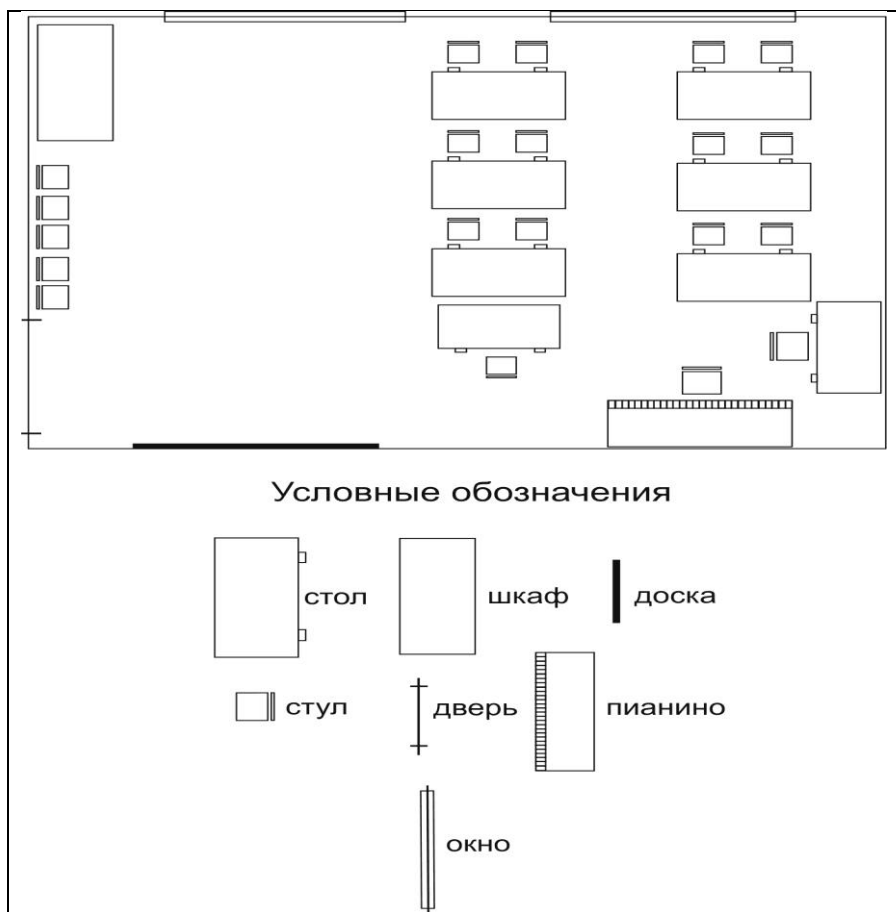 Условные обозначения
стол шкаф доска
стул дверь пианино
окно